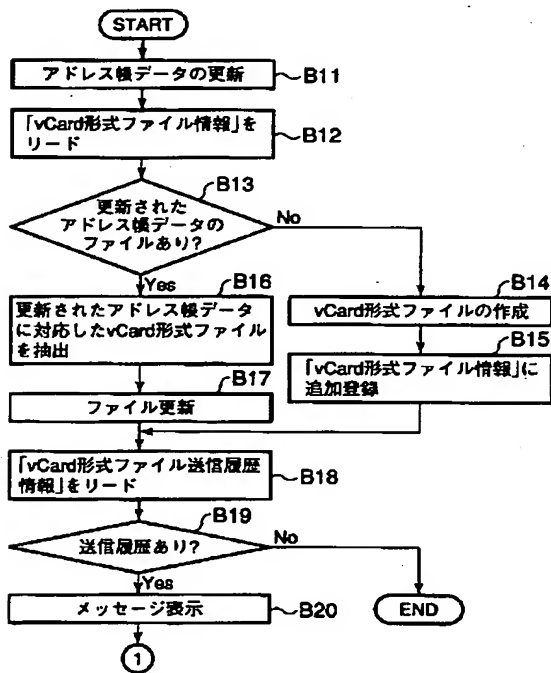 START
アドレス帳データの更新
B11
「vCard形式ファイル情報」を
リード
B12
B13
更新された
アドレス帳データの
ファイルあり?
No
Yes
B16
更新されたアドレス帳データ
に対応したvCard形式ファイル
を抽出
B14
vCard形式ファイルの作成
B15
「vCard形式ファイル情報」に
追加登録
B17
ファイル更新
「vCard形式ファイル送信履歴
情報」をリード
B18
B19
送信履歴あり?
No
Yes
メッセージ表示
B20
END
1